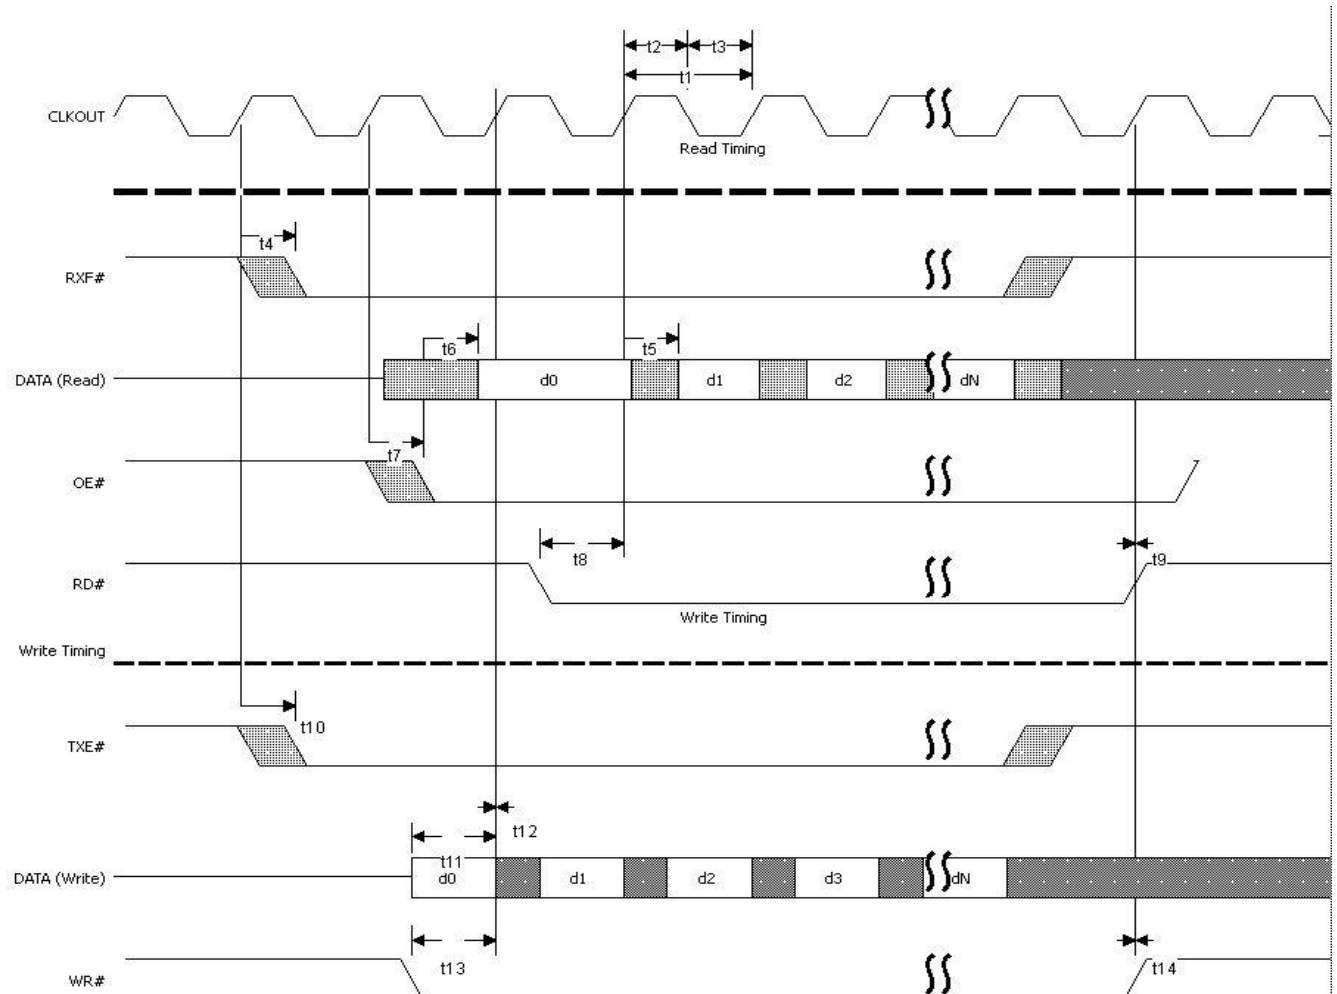 t2 t3
t1
CLKOUT
Read Timing
t4
RXF#
t6 t5
DATA (Read) d0 d1 d2 dN
t7
OE#
t8 t9
RD#
Write Timing
Write Timing
t10
TXE#
t12
t11
DATA (Write) d0 d1 d2 d3 dN
t13 t14
WR#